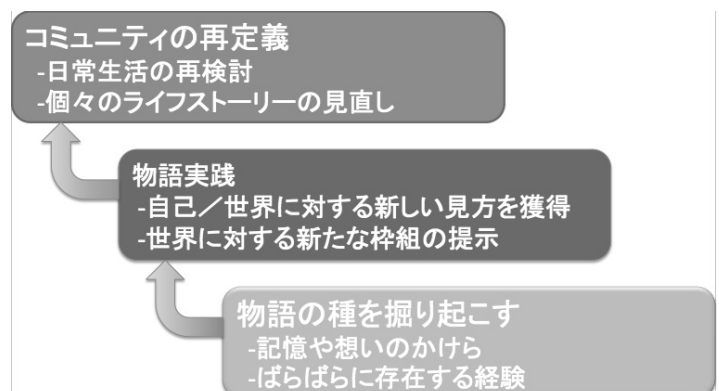 コミュニティの再定義
-日常生活の再検討
-個々のライフストーリーの見直し
物語実践
-自己／世界に対する新しい見方を獲得
-世界に対する新たな枠組の提示
物語の種を掘り起こす
-記憶や想いのかけら
-ばらばらに存在する経験